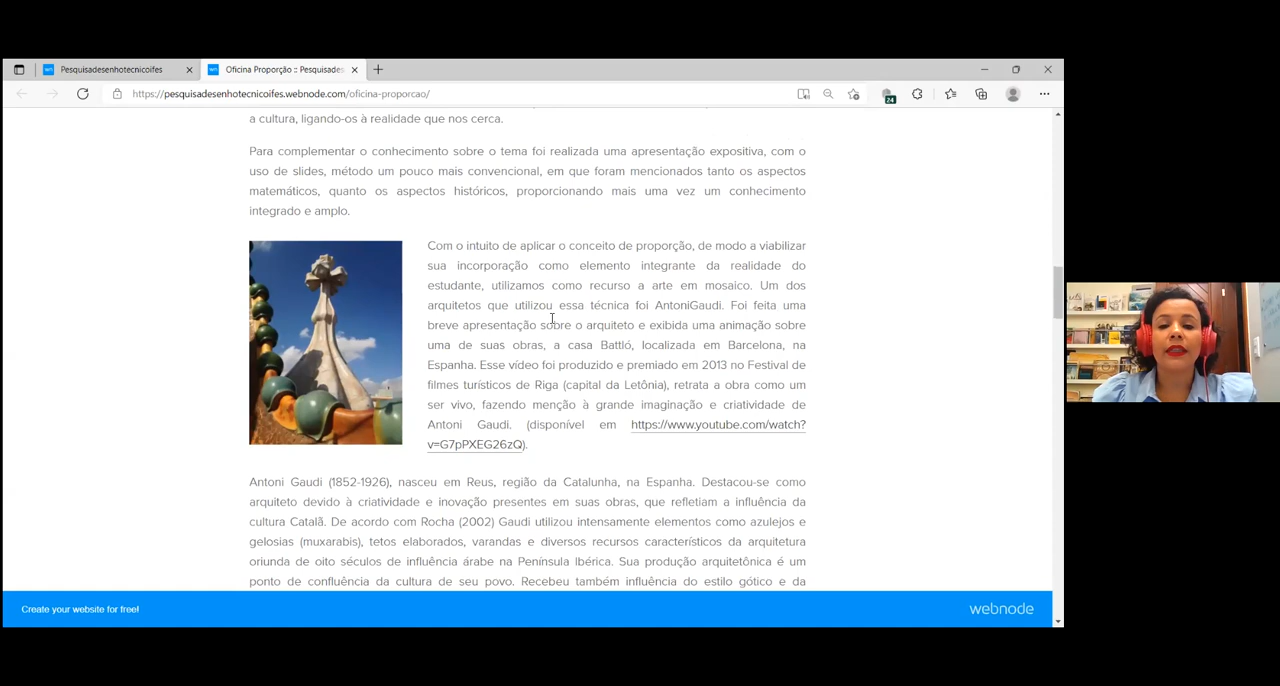 Pesquisadesenhotecnicoifes
Oficina Proporção :: Pesquisades
https://pesquisadesenhotecnicoifes.webnode.com/oficina-proporcao/
24
a cultura, ligando-os à realidade que nos cerca.
Para complementar o conhecimento sobre o tema foi realizada uma apresentação expositiva, com o
uso de slides, método um pouco mais convencional, em que foram mencionados tanto os aspectos
matemáticos, quanto os aspectos históricos, proporcionando mais uma vez um conhecimento
integrado e amplo.
Com o intuito de aplicar o conceito de proporção, de modo a viabilizar
sua incorporação como elemento integrante da realidade do
estudante, utilizamos como recurso a arte em mosaico. Um dos
arquitetos que utilizou essa técnica foi AntoniGaudi. Foi feita uma
breve apresentação sobre o arquiteto e exibida uma animação sobre
uma de suas obras, a casa Battló, localizada em Barcelona, na
Espanha. Esse vídeo foi produzido e premiado em 2013 no Festival de
filmes turísticos de Riga (capital da Letônia), retrata a obra como um
ser vivo, fazendo menção à grande imaginação e criatividade de
Antoni Gaudi. (disponível em https://www.youtube.com/watch?
v=G7pPXEG26zQ).
Antoni Gaudi (1852-1926), nasceu em Reus, região da Catalunha, na Espanha. Destacou-se como
arquiteto devido à criatividade e inovação presentes em suas obras, que refletiam a influência da
cultura Catalã. De acordo com Rocha (2002) Gaudi utilizou intensamente elementos como azulejos e
gelosias (muxarabis), tetos elaborados, varandas e diversos recursos característicos da arquitetura
oriunda de oito séculos de influência árabe na Península Ibérica. Sua produção arquitetônica é um
ponto de confluência da cultura de seu povo. Recebeu também influência do estilo gótico e da
Create your website for free!
webnode